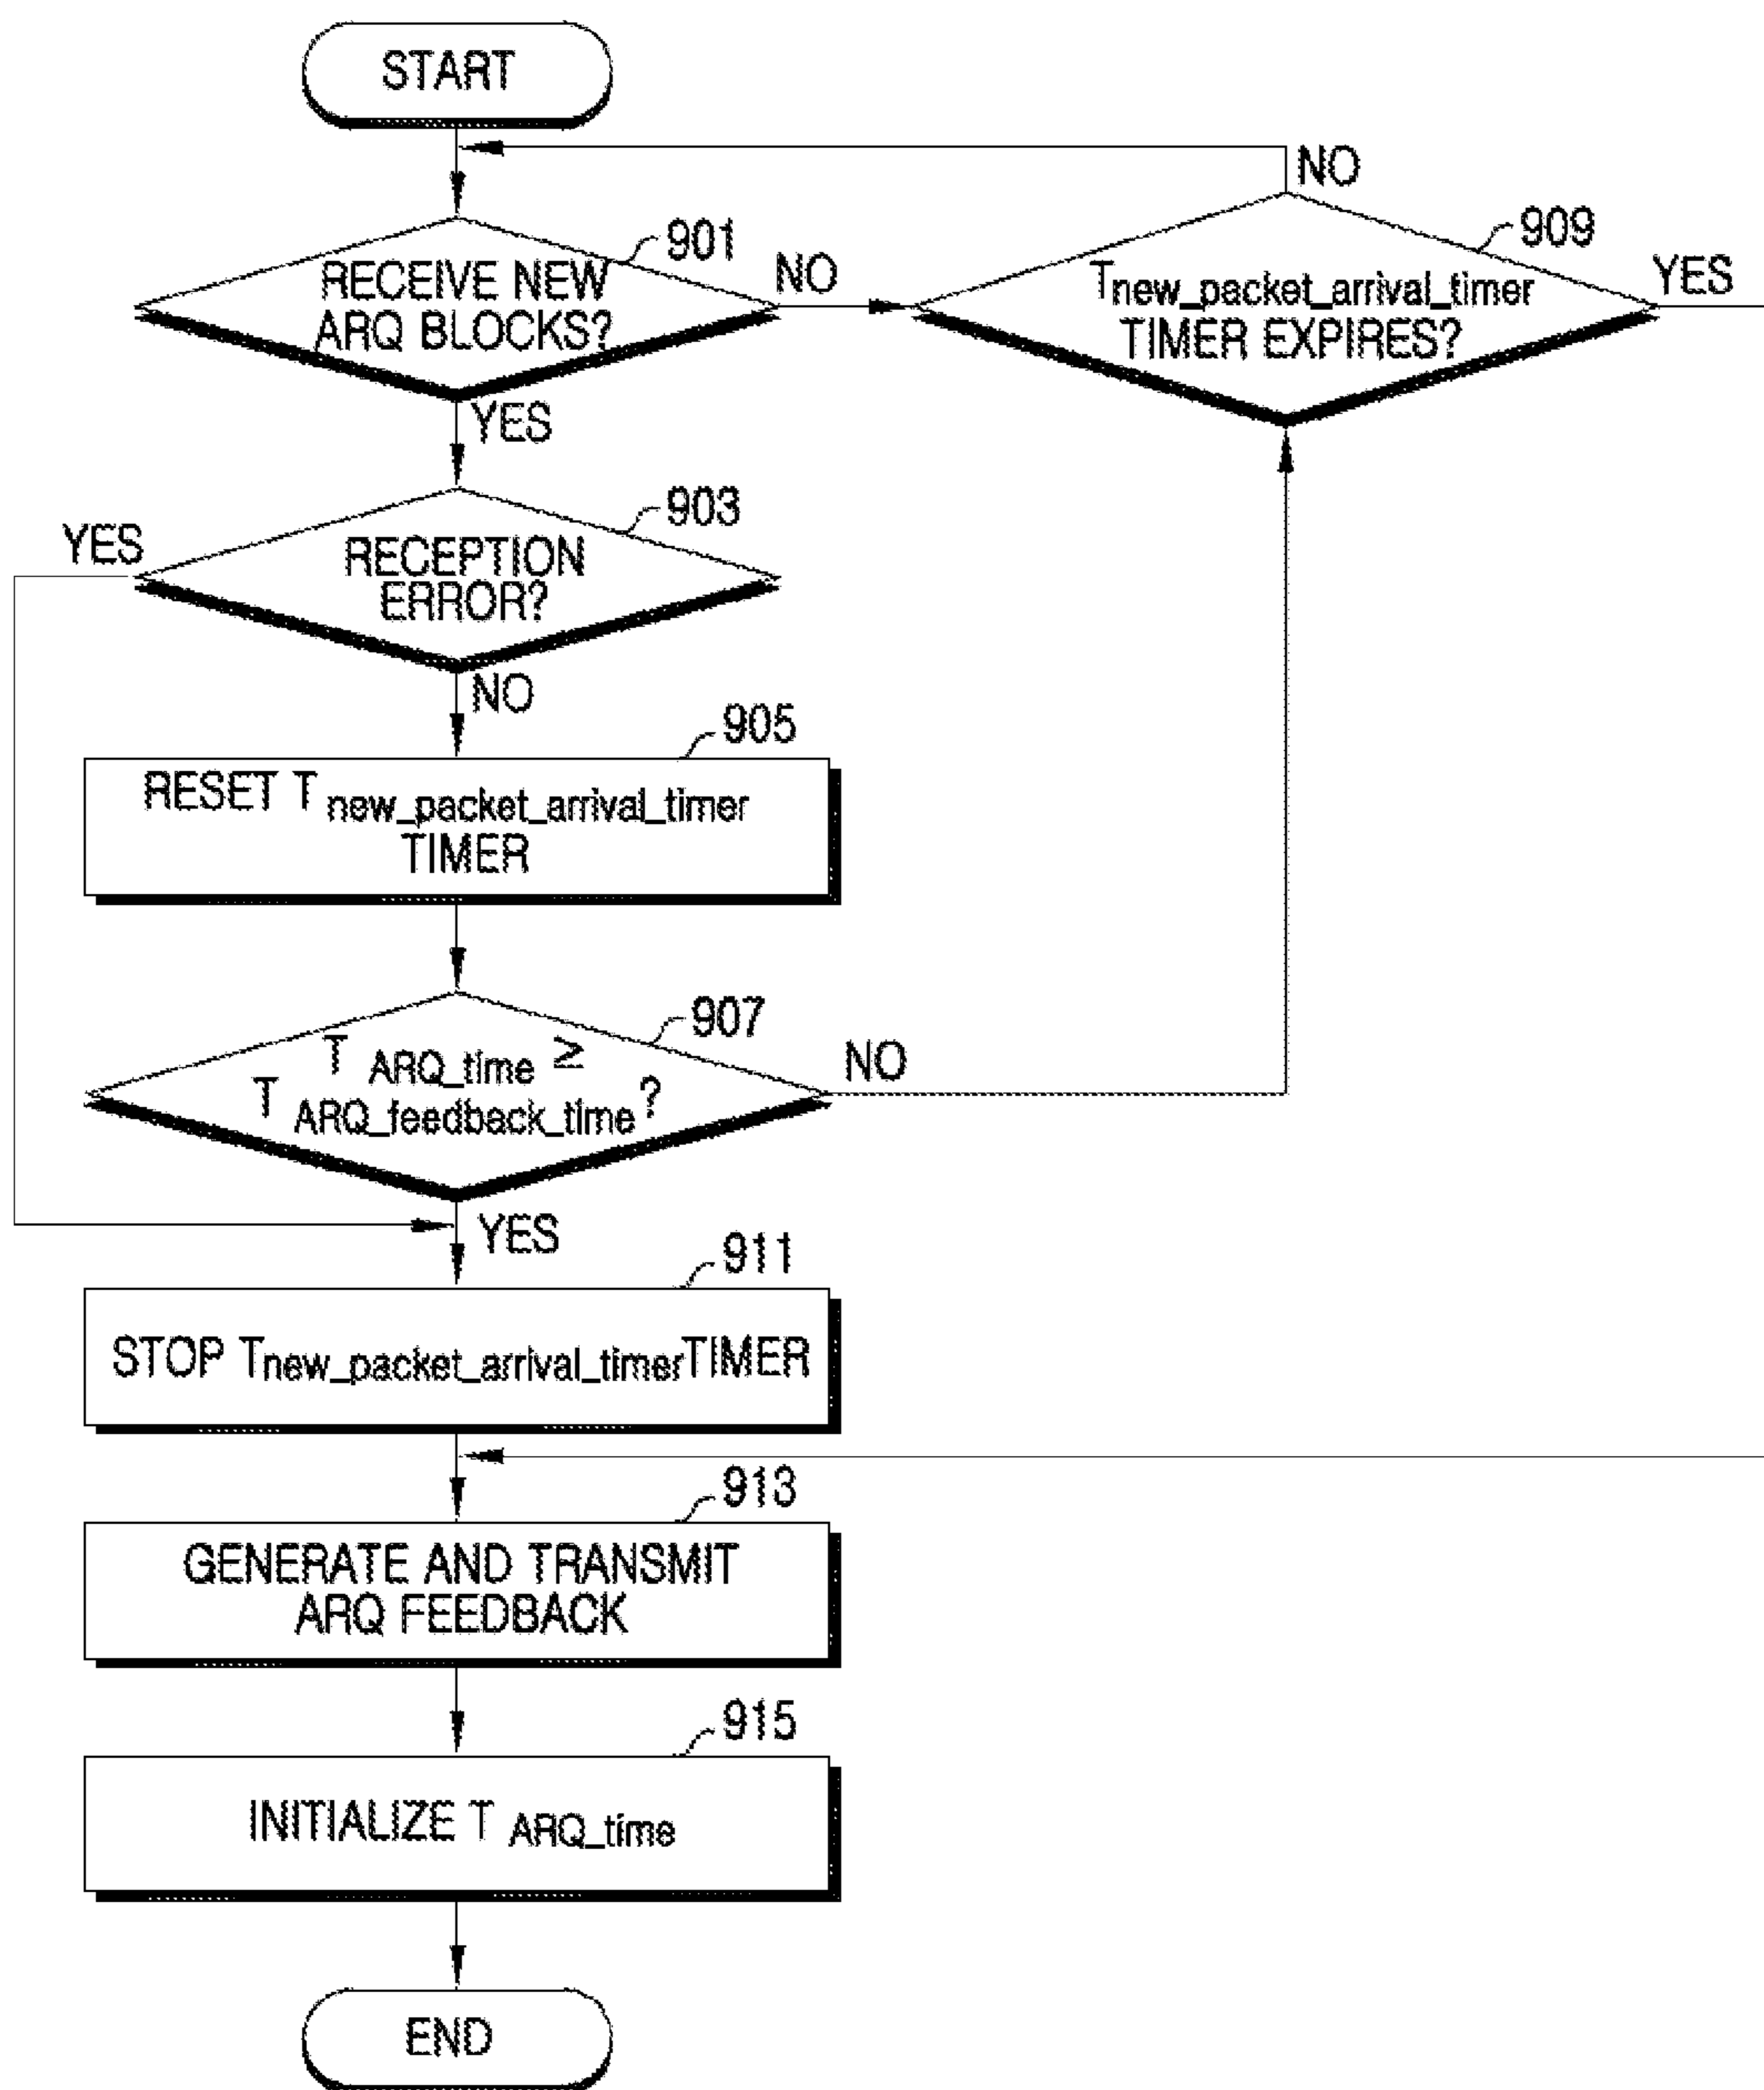 START
NO
901
RECEIVE NEW
ARQ BLOCKS?
NO
909
T new_packet_arrival_timer
TIMER EXPIRES?
YES
YES
903
YES
RECEPTION
ERROR?
NO
905
RESET T new_packet_arrival_timer
TIMER
907
T ARQ_time ≥
T ARQ_feedback_time ?
NO
YES
911
STOP Tnew_packet_arrival_timer TIMER
913
GENERATE AND TRANSMIT
ARQ FEEDBACK
915
INITIALIZE T ARQ_time
END